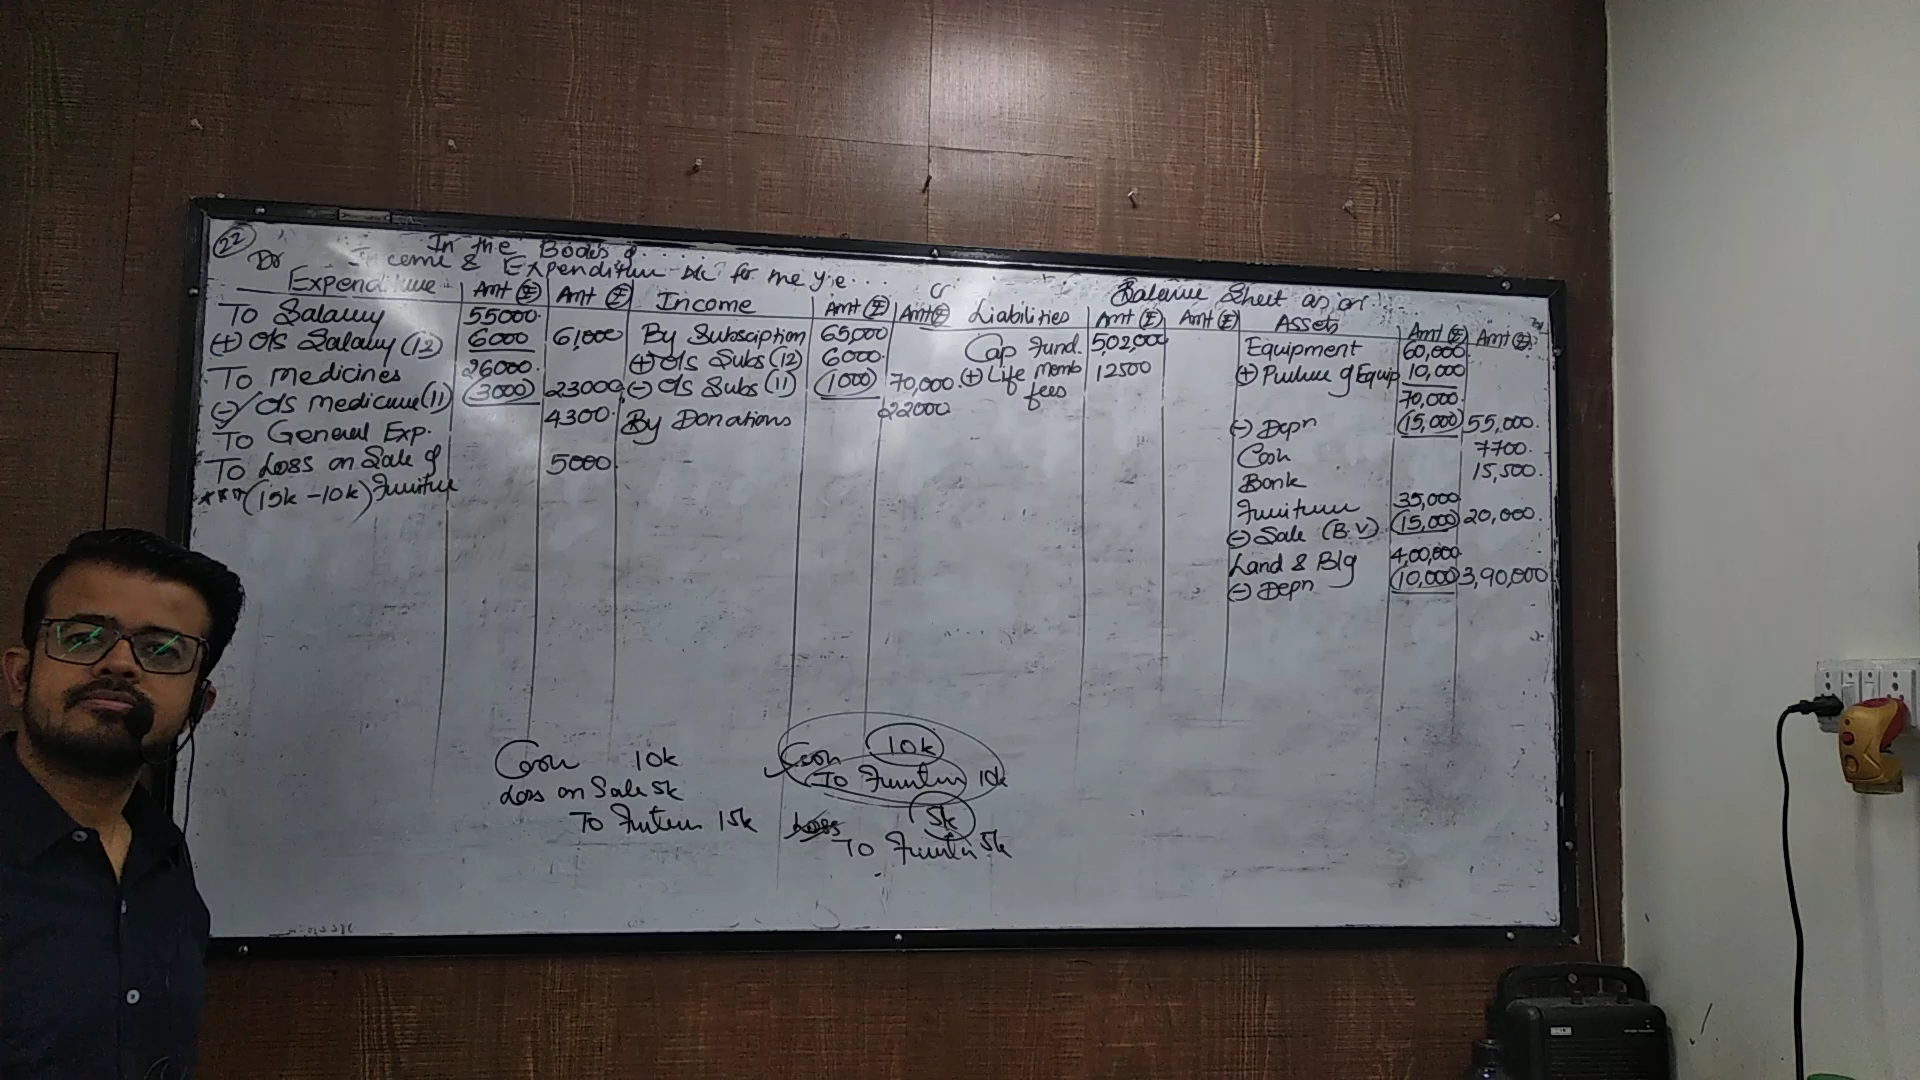 22 In the Books of .....
Dr Income & Expenditure A/c for the y.e... Cr
Expenditure Amt (₹) Amt (₹) Income Amt (₹) Amt (₹)
To Salary 55000 By Subsciption 65,000
(+) O/s Salary (12) 6000 61,000 (+) O/s Subs (12) 6000
To medicines 26000 (-) O/s Subs (11) (1000) 70,000
(-) O/s medicine (11) (3000) 23000 By Donations 22000
To General Exp. 4300
To Loss on Sale of 5000
*** (15k - 10k) Furniture
Balance Sheet as on
Liabilities Amt (₹) Amt (₹) Assets Amt (₹) Amt (₹)
Cap Fund 5,02,000 Equipment 60,000
(+) Life Memb 12500 (+) Purchase of Equip 10,000
fees 70,000
(-) Depn (15,000) 55,000
Cash 7700
Bank 15,500
Furniture 35,000
(-) Sale (B.V) (15,000) 20,000
Land & Blg 4,00,000
(-) Depn (10,000) 3,90,000
Cash 10k
Loss on Sale 5k
To Furniture 15k
Cash 10k
To Furniture 10k
Loss 5k
To Furniture 5k